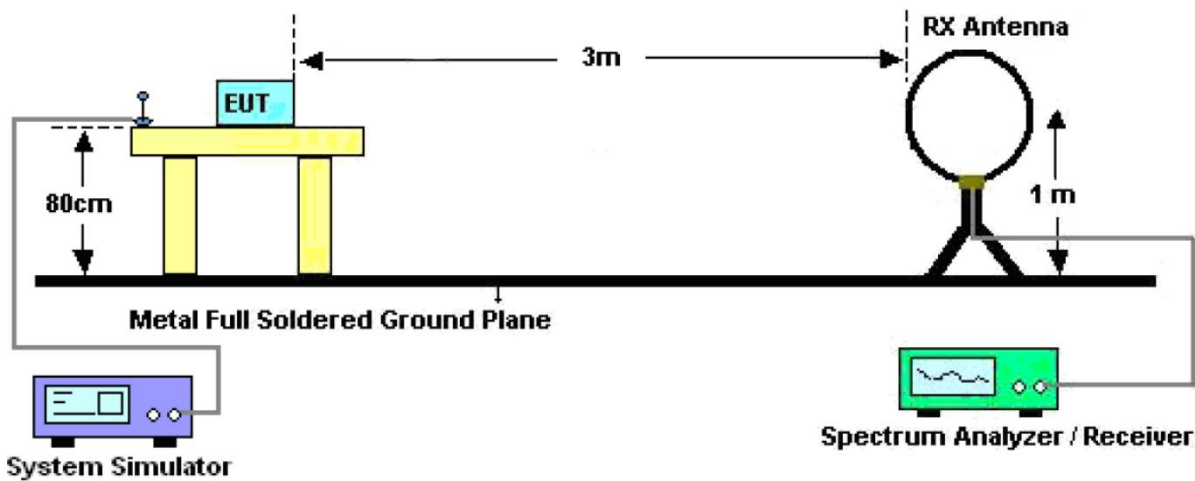 RX Antenna
3m
EUT
80cm
1 m
Metal Full Soldered Ground Plane
System Simulator
Spectrum Analyzer / Receiver